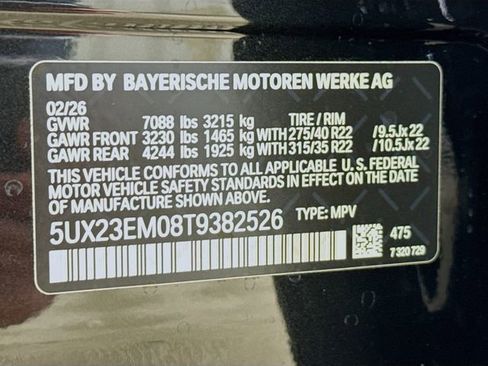 MFD BY BAYERISCHE MOTOREN WERKE AG
02/26
GVWR 7088 lbs 3215 kg TIRE / RIM
GAWR FRONT 3230 lbs 1465 kg WITH 275/40 R22 /9.5Jx22
GAWR REAR 4244 lbs 1925 kg WITH 315/35 R22 /10.5Jx22
THIS VEHICLE CONFORMS TO ALL APPLICABLE U. S. FEDERAL
MOTOR VEHICLE SAFETY STANDARDS IN EFFECT ON THE
DATE OF MANUFACTURE SHOWN ABOVE.
5UX23EM08T9382526 TYPE: MPV
475
7 320 729